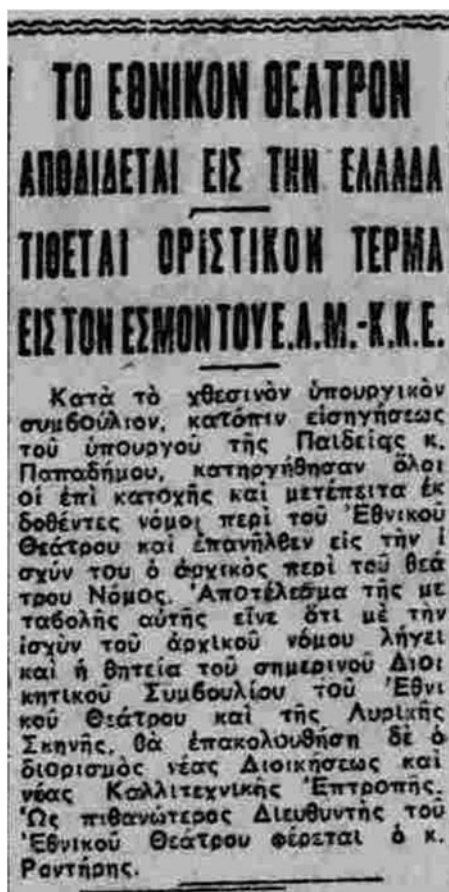 ΤΟ ΕΘΝΙΚΟΝ ΘΕΑΤΡΟΝ
ΑΠΟΔΙΔΕΤΑΙ ΕΙΣ ΤΗΝ ΕΛΛΑΔΑ
ΤΙΘΕΤΑΙ ΟΡΙΣΤΙΚΟΝ ΤΕΡΜΑ
ΕΙΣ ΤΟΝ ΕΣΜΟΝ ΤΟΥ Ε.Α.Μ.-Κ.Κ.Ε.
Κατὰ τὸ χθεσινὸν ὑπουργικὸν
συμβούλιον, κατόπιν εἰσηγήσεως
τοῦ ὑπουργοῦ τῆς Παιδείας κ.
Παπαδήμου, κατηργήθησαν ὅλοι
οἱ ἐπὶ κατοχῆς καὶ μετέπειτα ἐκ
δοθέντες νόμοι περὶ τοῦ Ἐθνικοῦ
Θεάτρου καὶ ἐπανῆλθεν εἰς τὴν ἰ
σχύν του ὁ ἀρχικὸς περὶ τοῦ θεά
τρου Νόμος. Ἀποτέλεσμα τῆς με
ταβολῆς αὐτῆς εἶνε ὅτι μὲ τὴν
ἰσχὺν τοῦ ἀρχικοῦ νόμου λήγει
καὶ ἡ θητεία τοῦ σημερινοῦ Διοι
κητικοῦ Συμβουλίου τοῦ Ἐθνι
κοῦ Θεάτρου καὶ τῆς Λυρικῆς
Σκηνῆς, θὰ ἐπακολουθήση δὲ ὁ
διορισμὸς νέας Διοικήσεως καὶ
νέας Καλλιτεχνικῆς Ἐπτροπῆς.
Ὡς πιθανώτερος Διευθυντὴς τοῦ
Ἐθνικοῦ Θεάτρου φέρεται ὁ κ.
Ροντήρης.